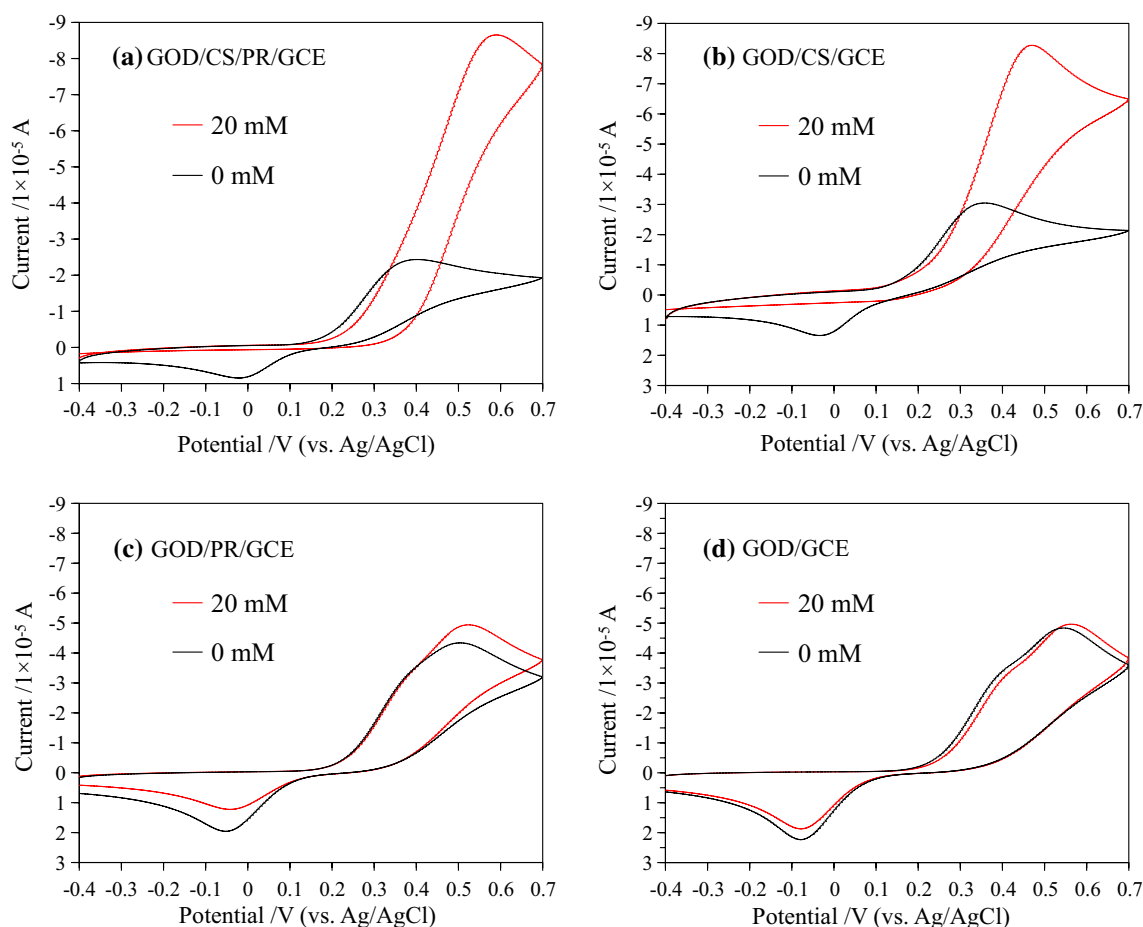 (a) GOD/CS/PR/GCE
20 mM
0 mM
Current /1×10⁻⁵ A
-9
-8
-7
-6
-5
-4
-3
-2
-1
0
1
-0.4 -0.3 -0.2 -0.1 0 0.1 0.2 0.3 0.4 0.5 0.6 0.7
Potential /V (vs. Ag/AgCl)
(b) GOD/CS/GCE
20 mM
0 mM
Current /1×10⁻⁵ A
-9
-8
-7
-6
-5
-4
-3
-2
-1
0
1
2
3
-0.4 -0.3 -0.2 -0.1 0 0.1 0.2 0.3 0.4 0.5 0.6 0.7
Potential /V (vs. Ag/AgCl)
(c) GOD/PR/GCE
20 mM
0 mM
Current /1×10⁻⁵ A
-9
-8
-7
-6
-5
-4
-3
-2
-1
0
1
2
3
-0.4 -0.3 -0.2 -0.1 0 0.1 0.2 0.3 0.4 0.5 0.6 0.7
Potential /V (vs. Ag/AgCl)
(d) GOD/GCE
20 mM
0 mM
Current /1×10⁻⁵ A
-9
-8
-7
-6
-5
-4
-3
-2
-1
0
1
2
3
-0.4 -0.3 -0.2 -0.1 0 0.1 0.2 0.3 0.4 0.5 0.6 0.7
Potential /V (vs. Ag/AgCl)